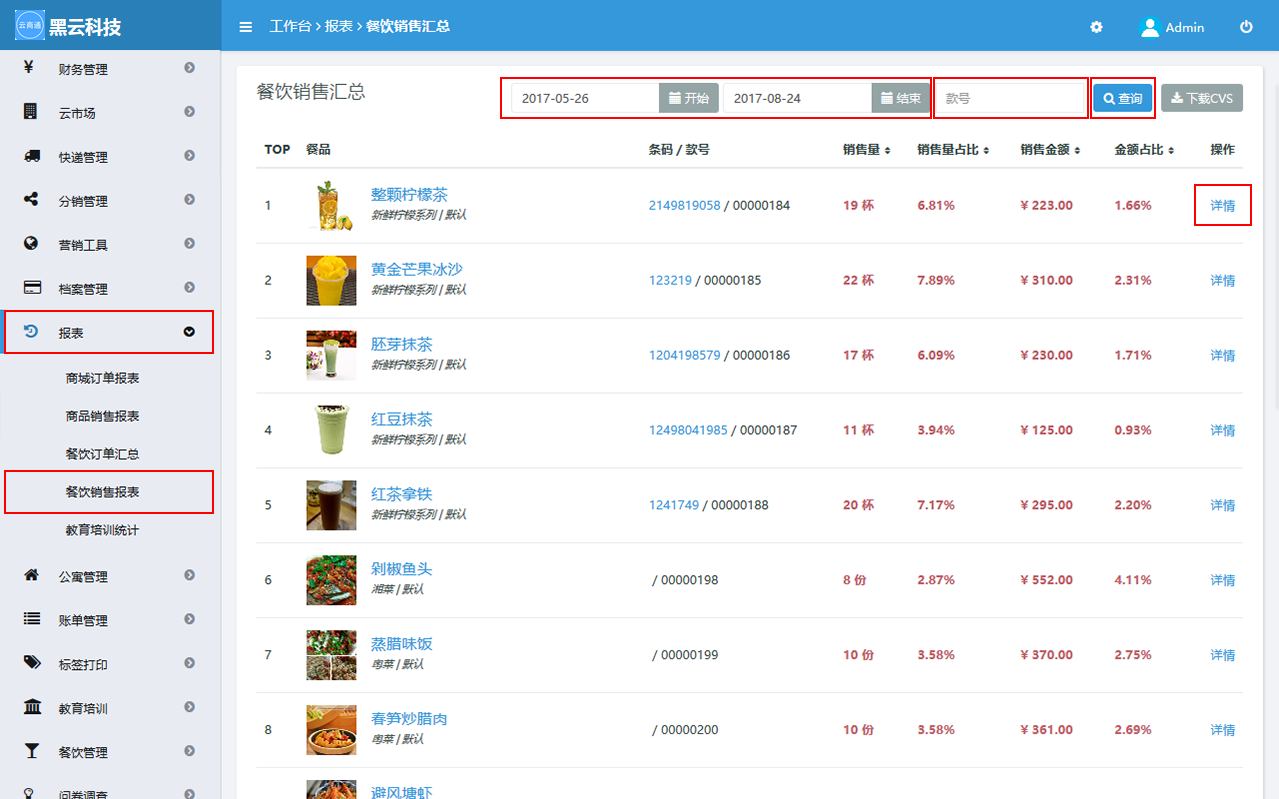 云商通 黑云科技
工作台 > 报表 > 餐饮销售汇总
Admin
财务管理
云市场
快递管理
分销管理
营销工具
档案管理
报表
商城订单报表
商品销售报表
餐饮订单汇总
餐饮销售报表
教育培训统计
公寓管理
账单管理
标签打印
教育培训
餐饮管理
问卷调查
餐饮销售汇总
2017-05-26 开始 2017-08-24 结束 款号 查询 下载CVS
TOP 餐品 条码 / 款号 销售量 销售量占比 销售金额 金额占比 操作
1 整颗柠檬茶 2149819058 / 00000184 19 杯 6.81% ¥ 223.00 1.66% 详情
新鲜柠檬系列 | 默认
2 黄金芒果冰沙 123219 / 00000185 22 杯 7.89% ¥ 310.00 2.31% 详情
新鲜柠檬系列 | 默认
3 胚芽抹茶 1204198579 / 00000186 17 杯 6.09% ¥ 230.00 1.71% 详情
新鲜柠檬系列 | 默认
4 红豆抹茶 12498041985 / 00000187 11 杯 3.94% ¥ 125.00 0.93% 详情
新鲜柠檬系列 | 默认
5 红茶拿铁 1241749 / 00000188 20 杯 7.17% ¥ 295.00 2.20% 详情
新鲜柠檬系列 | 默认
6 剁椒鱼头 / 00000198 8 份 2.87% ¥ 552.00 4.11% 详情
湘菜 | 默认
7 蒸腊味饭 / 00000199 10 份 3.58% ¥ 370.00 2.75% 详情
粤菜 | 默认
8 春笋炒腊肉 / 00000200 10 份 3.58% ¥ 361.00 2.69% 详情
粤菜 | 默认
避风塘虾